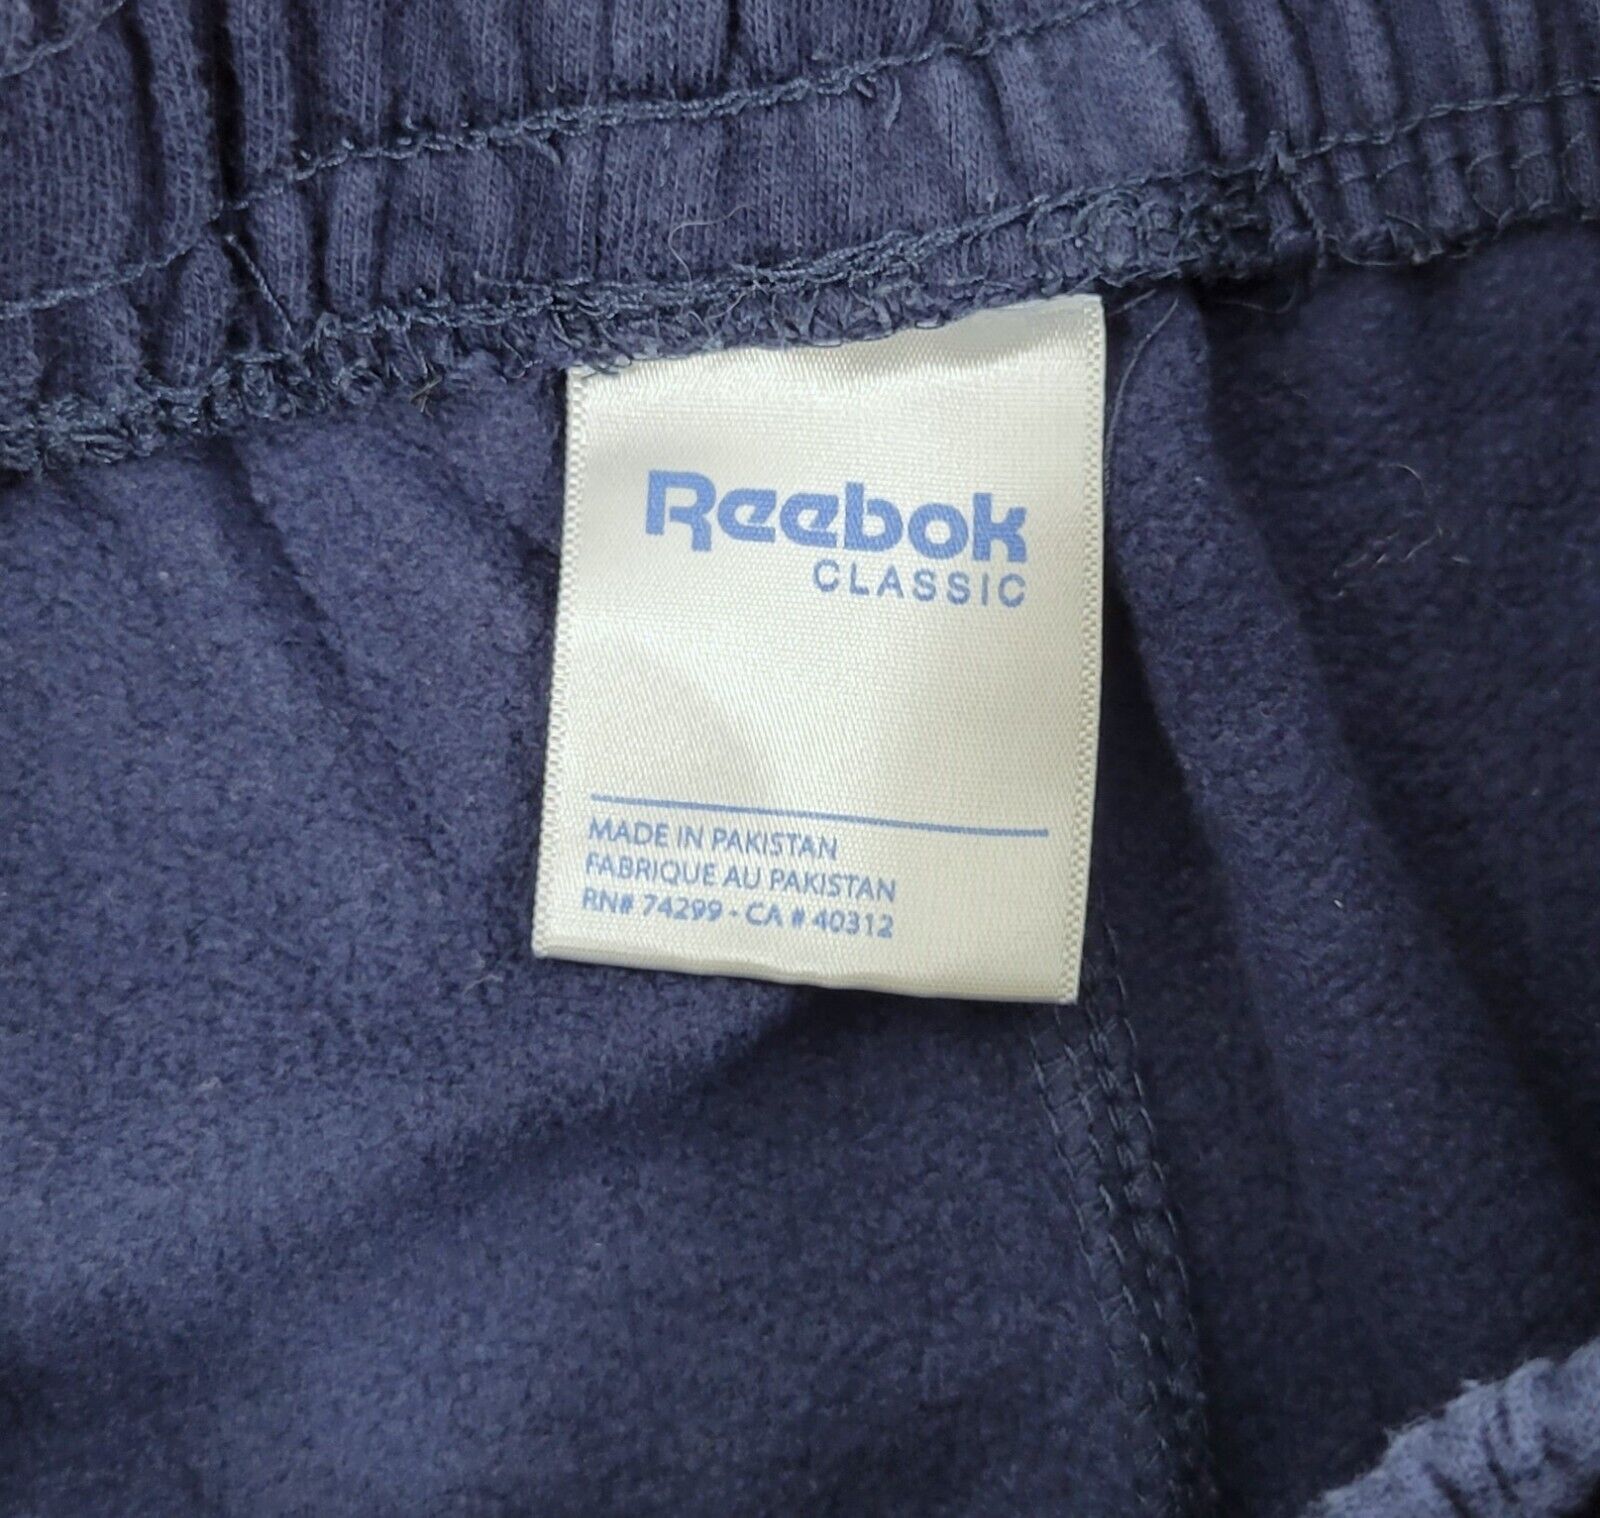 Reebok
CLASSIC
MADE IN PAKISTAN
FABRIQUE AU PAKISTAN
RN# 74299 - CA # 40312